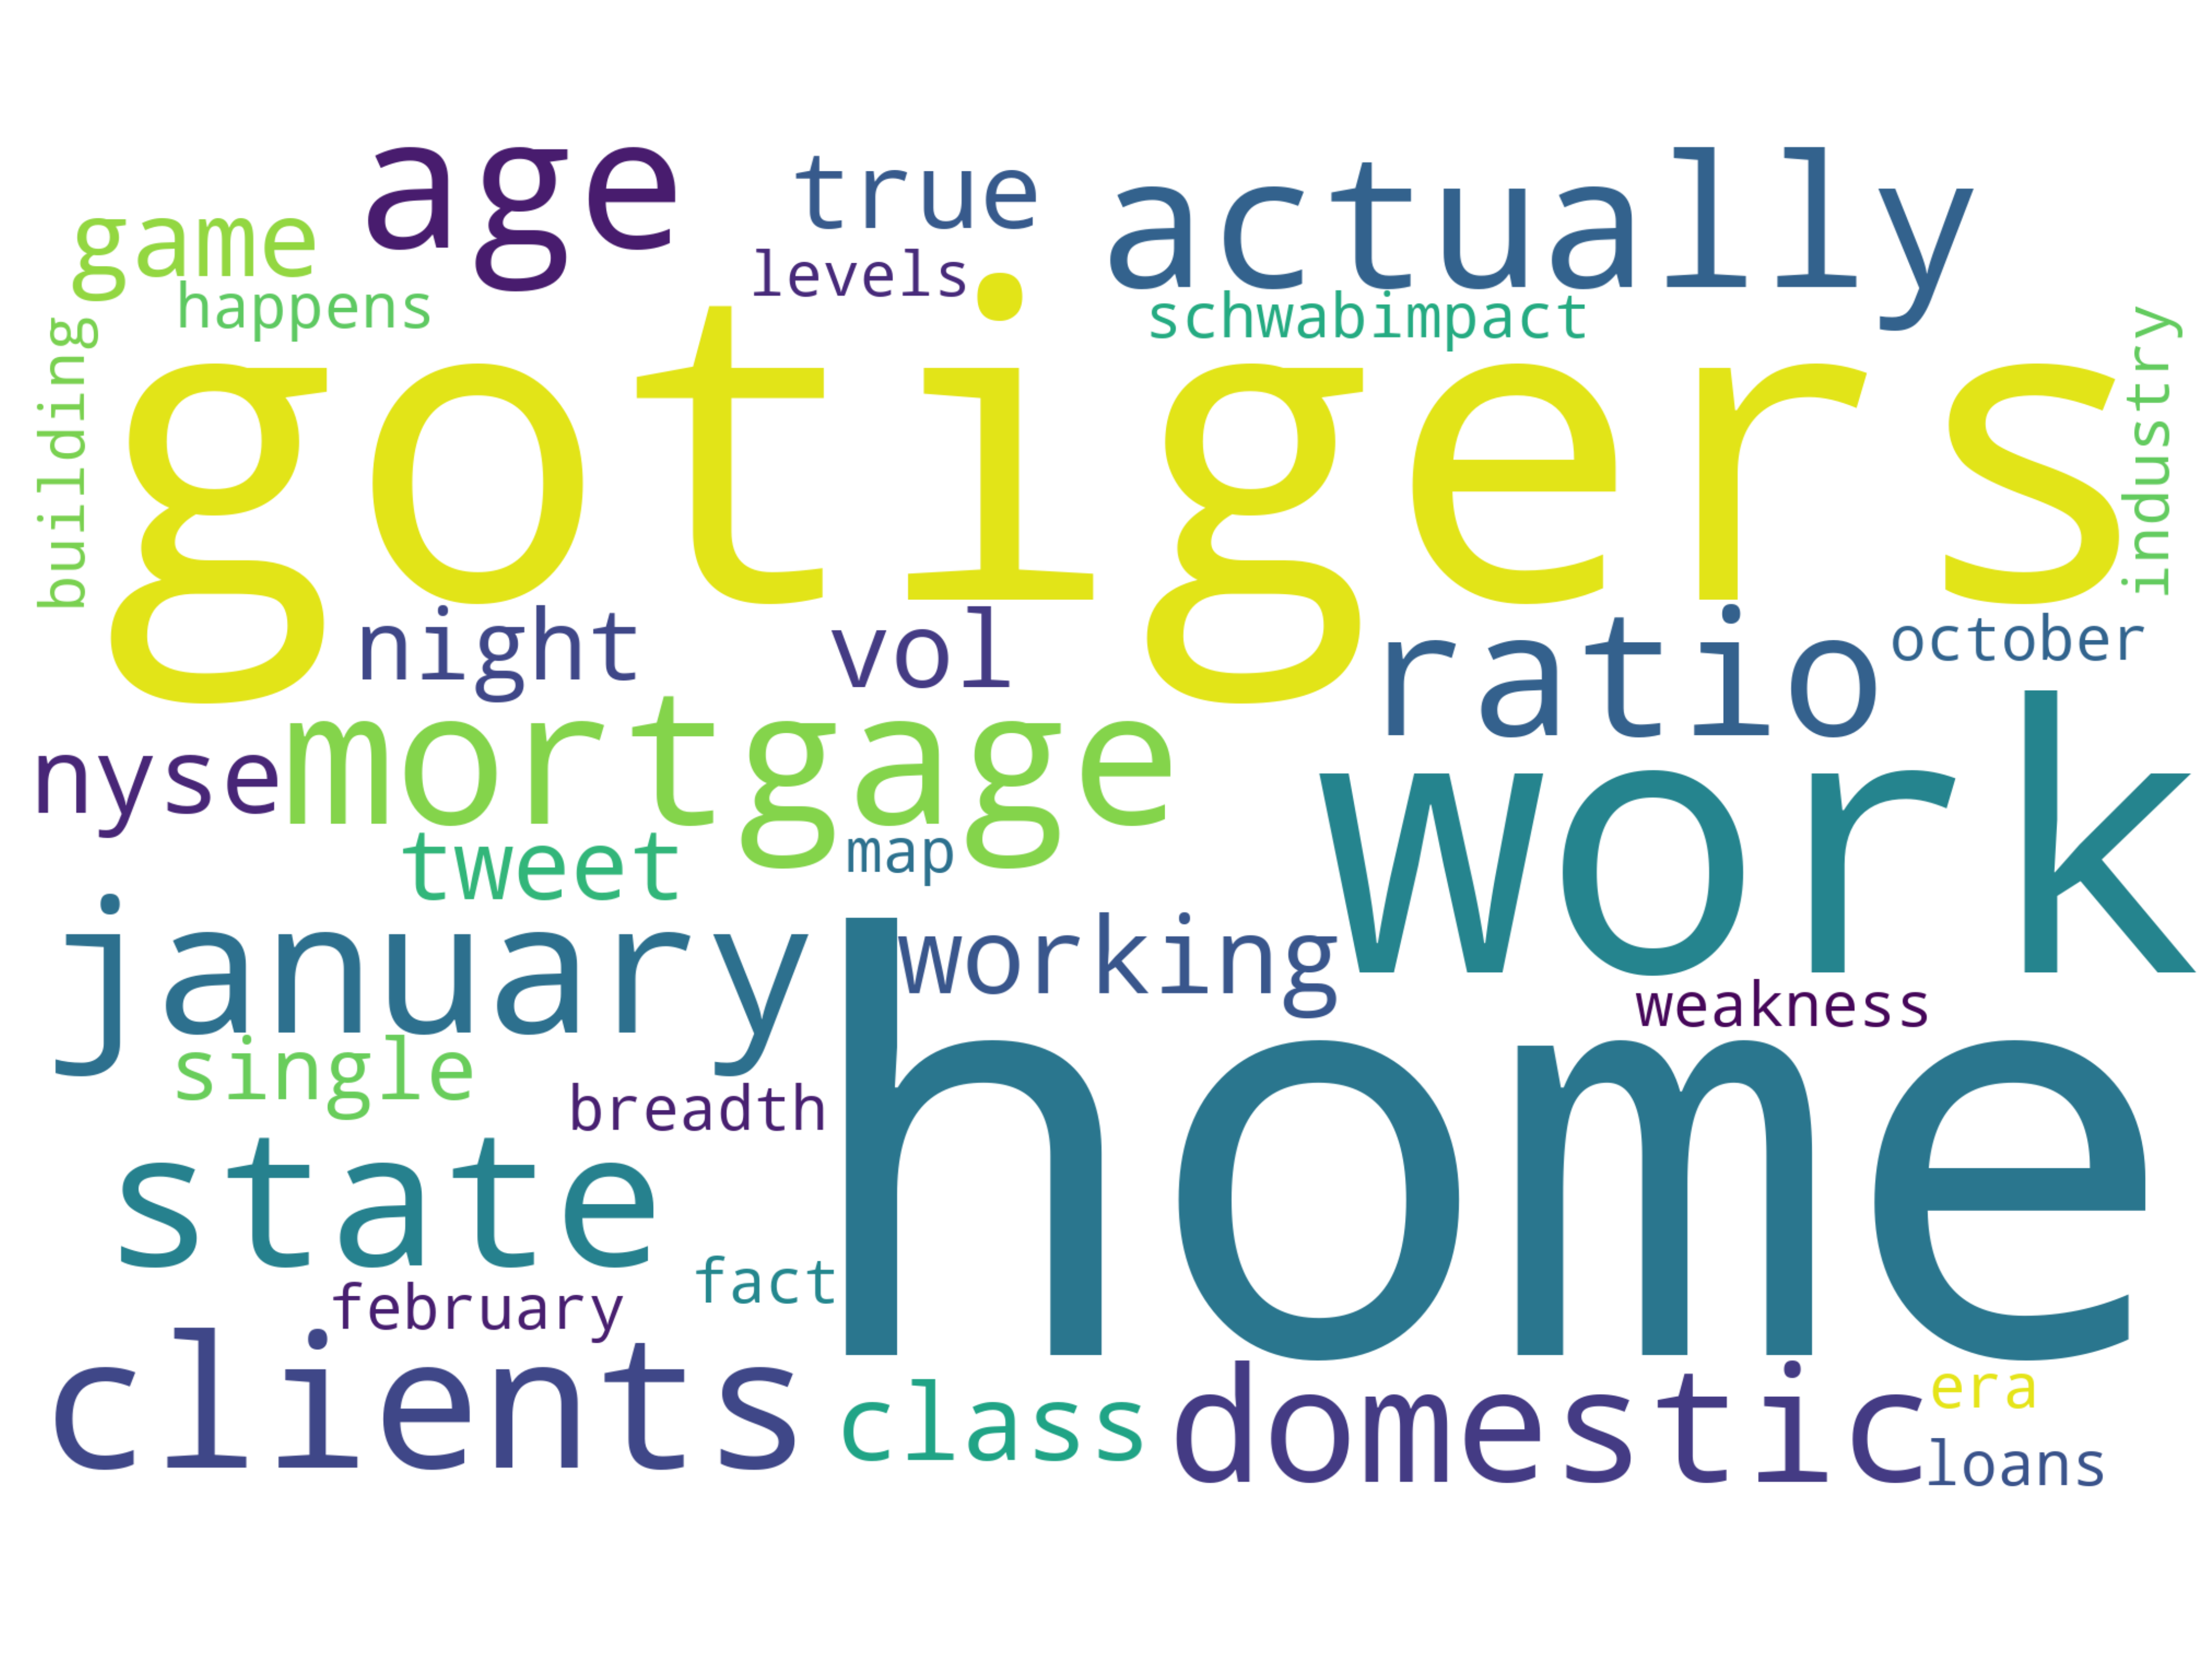 age
true
actually
game
levels
happens
schwabimpact
building
gotigers
industry
night
vol
ratio
october
nyse
mortgage
work
tweet
map
january
working
weakness
single
breadth
home
state
fact
february
clients
class
domestic
era
loans